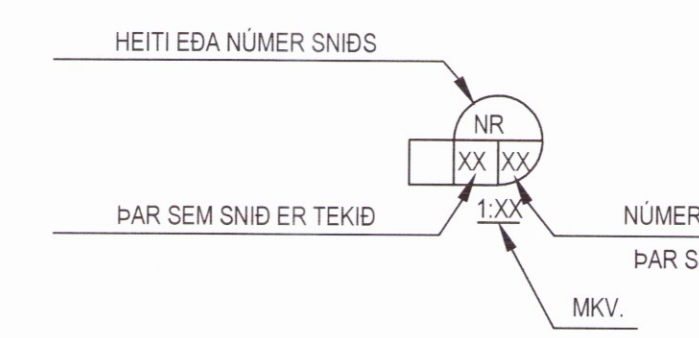 HEITI EÐA NÚMER SNIÐS
NR
XX XX
ÞAR SEM SNIÐ ER TEKIÐ
1:XX
NÚMER
ÞAR S
MKV.